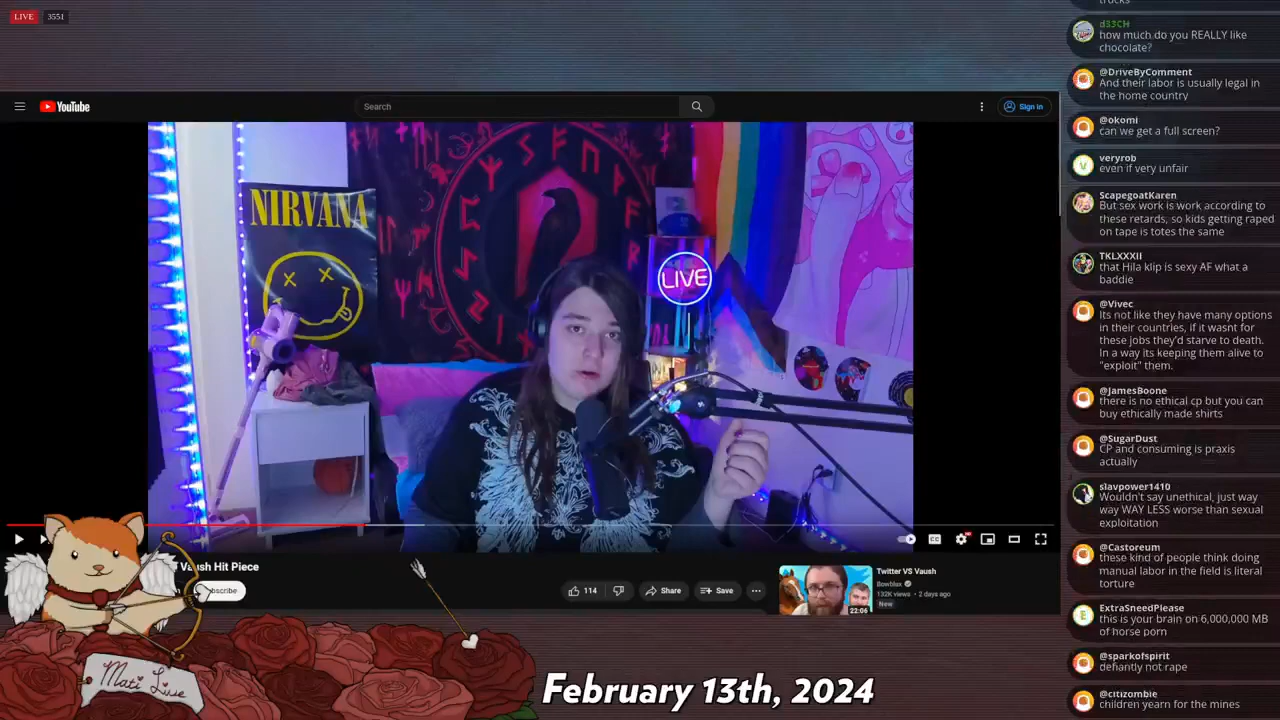 LIVE 3551
YouTube
Search
Sign in
NIRVANA
LIVE
CC
Vaush Hit Piece
bscribe
114
Share
Save
Twitter VS Vaush
Bowblux
132K views • 2 days ago
New
22:06
Mati Live
February 13th, 2024
trucks
d33CH
how much do you REALLY like
chocolate?
@DriveByComment
And their labor is usually legal in
the home country
@okomi
can we get a full screen?
veryrob
even if very unfair
ScapegoatKaren
But sex work is work according to
these retards, so kids getting raped
on tape is totes the same
TKLXXXII
that Hila klip is sexy AF what a
baddie
@Vivec
Its not like they have many options
in their countries, if it wasnt for
these jobs they'd starve to death.
In a way its keeping them alive to
"exploit" them.
@JamesBoone
there is no ethical cp but you can
buy ethically made shirts
@SugarDust
CP and consuming is praxis
actually
slavpower1410
Wouldn't say unethical, just way
way WAY LESS worse than sexual
exploitation
@Castoreum
these kind of people think doing
manual labor in the field is literal
torture
ExtraSneedPlease
this is your brain on 6,000,000 MB
of horse porn
@sparkofspirit
defiantly not rape
@citizombie
children yearn for the mines